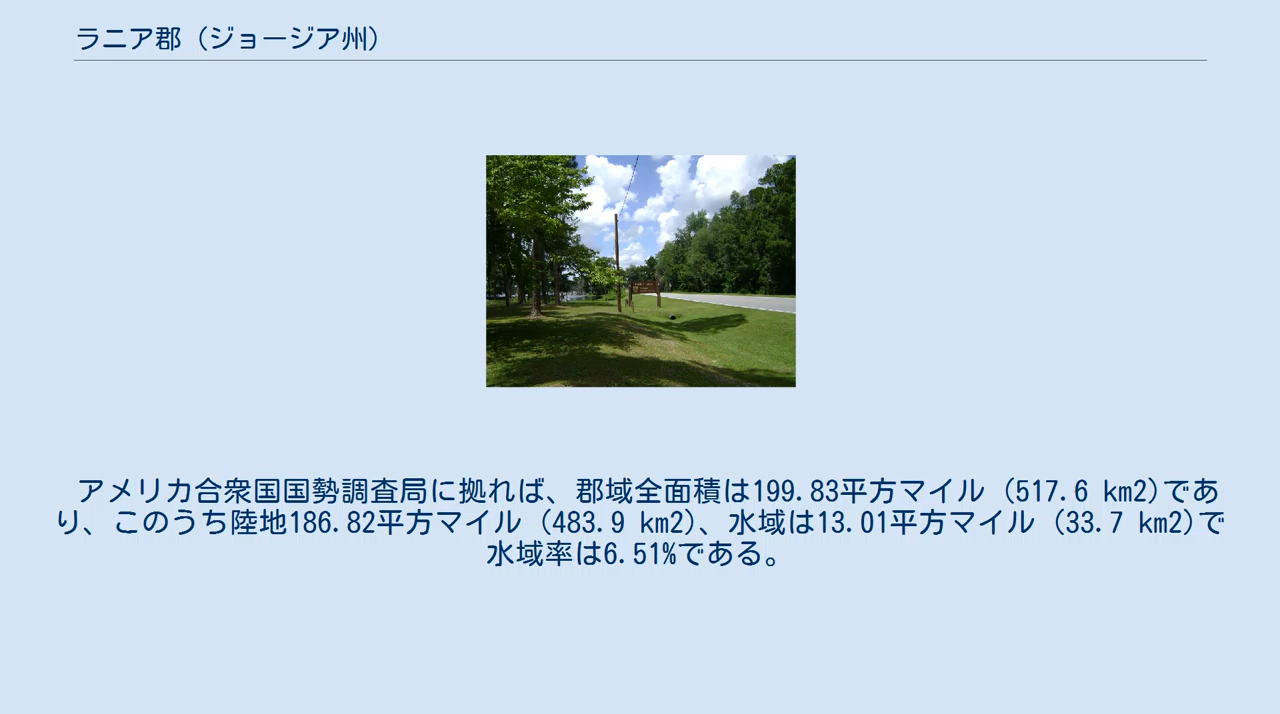 ラニア郡（ジョージア州）
アメリカ合衆国国勢調査局に拠れば、郡域全面積は199.83平方マイル (517.6 km2)であ
り、このうち陸地186.82平方マイル (483.9 km2)、水域は13.01平方マイル (33.7 km2)で
水域率は6.51%である。